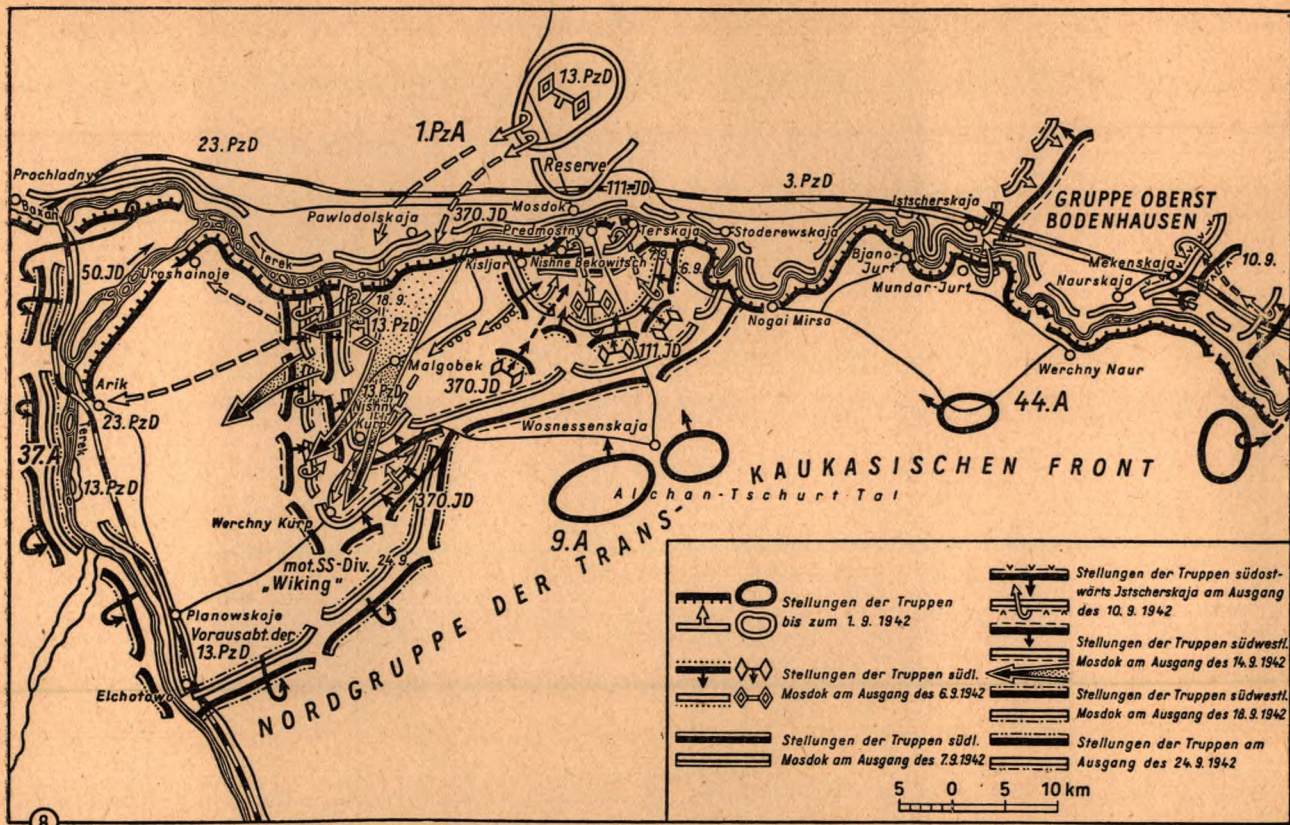 13.PzD
1.PzA
23.PzD
Reserve
Prochladny
Baxan
111.JD
3.PzD
Mosdok
Pawlodolskaja
370.JD
Istscherskaja
GRUPPE OBERST
BODENHAUSEN
Predmostny
Terskaja
Stoderewskaja
50.JD
Uroshainoje
Terek
Kisljar
Nishne Bekowitsch
7.9.
6.9.
Bjano-
Jurt
Mundar-Jurt
Mekenskaja
10.9.
Naurskaja
18.9.
13.PzD
Nogai Mirsa
Malgobek
111.JD
370.JD
Werchny Naur
Arik
23.PzD
13.PzD
Nishny
Kurp
44.A
Terek
37.A
Wosnessenskaja
13.PzD
KAUKASISCHEN FRONT
Alchan-Tschurt-Tal
370.JD
Werchny Kurp
9.A
mot.SS-Div.
„Wiking"
24.9.
Planowskoje
Vorausabt.der
13.PzD
Elchotowo
NORDGRUPPE DER TRANS-
Stellungen der Truppen
bis zum 1.9.1942
Stellungen der Truppen südl.
Mosdok am Ausgang des 6.9.1942
Stellungen der Truppen südl.
Mosdok am Ausgang des 7.9.1942
Stellungen der Truppen südost-
wärts Jstscherskaja am Ausgang
des 10.9.1942
Stellungen der Truppen südwestl.
Mosdok am Ausgang des 14.9.1942
Stellungen der Truppen südwestl.
Mosdok am Ausgang des 18.9.1942
Stellungen der Truppen am
Ausgang des 24.9.1942
5 0 5 10 km
8